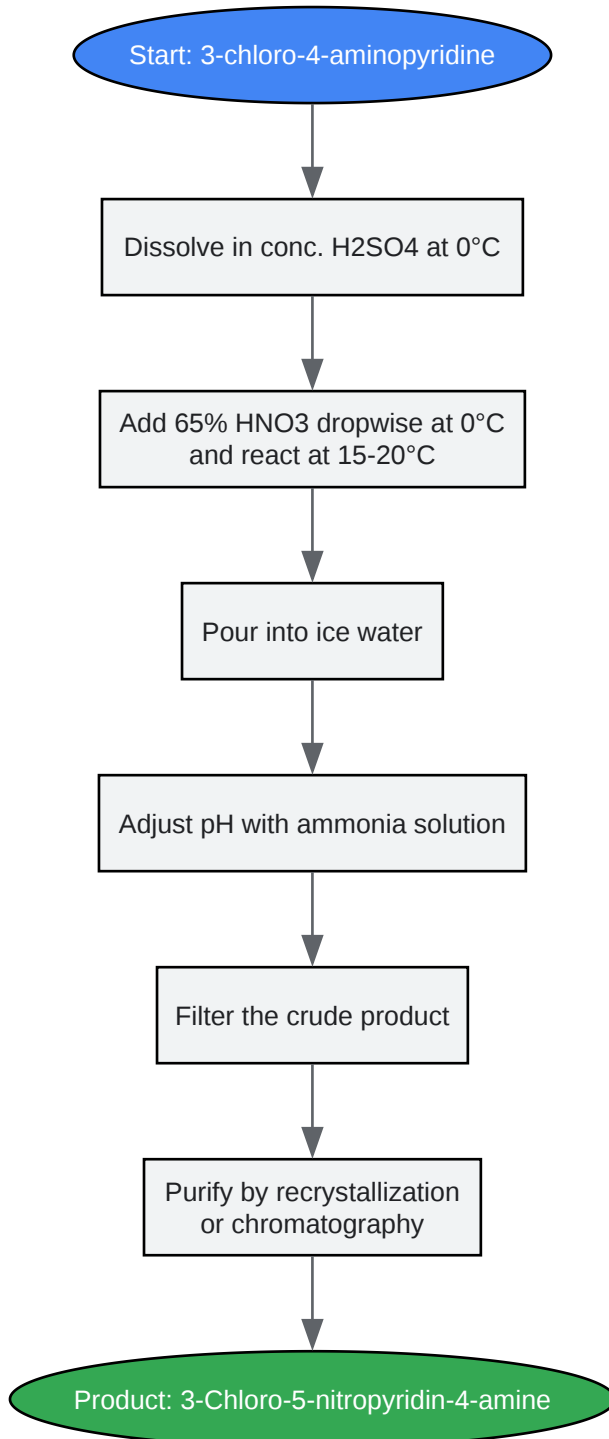 Start: 3-chloro-4-aminopyridine
Dissolve in conc. H2SO4 at 0°C
Add 65% HNO3 dropwise at 0°C
and react at 15-20°C
Pour into ice water
Adjust pH with ammonia solution
Filter the crude product
Purify by recrystallization
or chromatography
Product: 3-Chloro-5-nitropyridin-4-amine